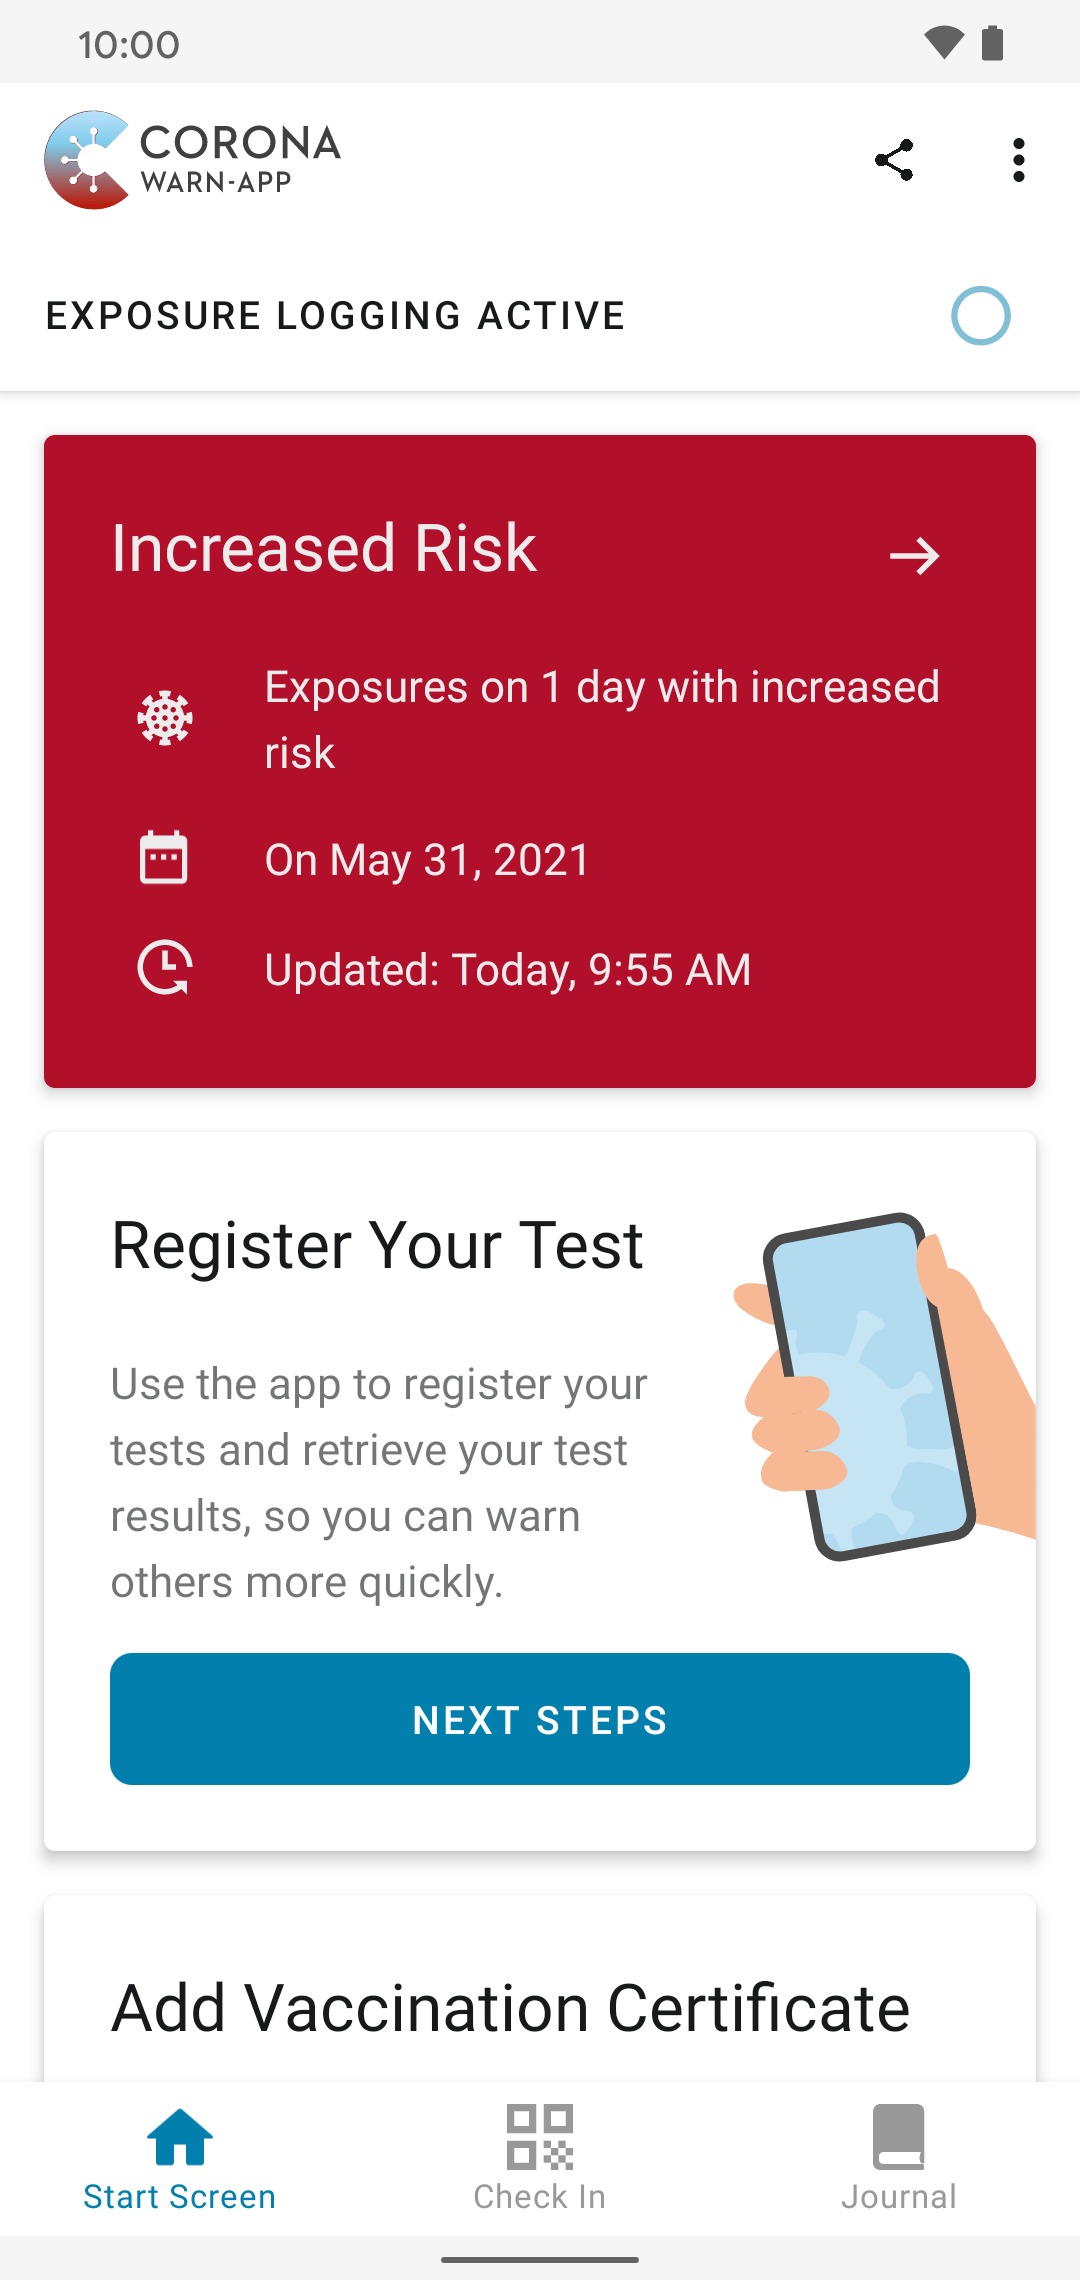 10:00
CORONA
WARN-APP
EXPOSURE LOGGING ACTIVE
Increased Risk
Exposures on 1 day with increased
risk
On May 31, 2021
Updated: Today, 9:55 AM
Register Your Test
Use the app to register your
tests and retrieve your test
results, so you can warn
others more quickly.
NEXT STEPS
Add Vaccination Certificate
Start Screen
Check In
Journal